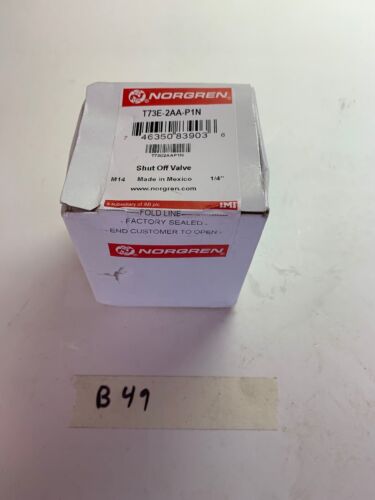 NORGREN
T73E-2AA-P1N
7 46350 83903 6
T73E2AAP1N
Shut Off Valve
M14 Made in Mexico 1/4"
www.norgren.com
A subsidiary of IMI plc IMI
FOLD LINE
- FACTORY SEALED -
- END CUSTOMER TO OPEN -
NORGREN
B 49